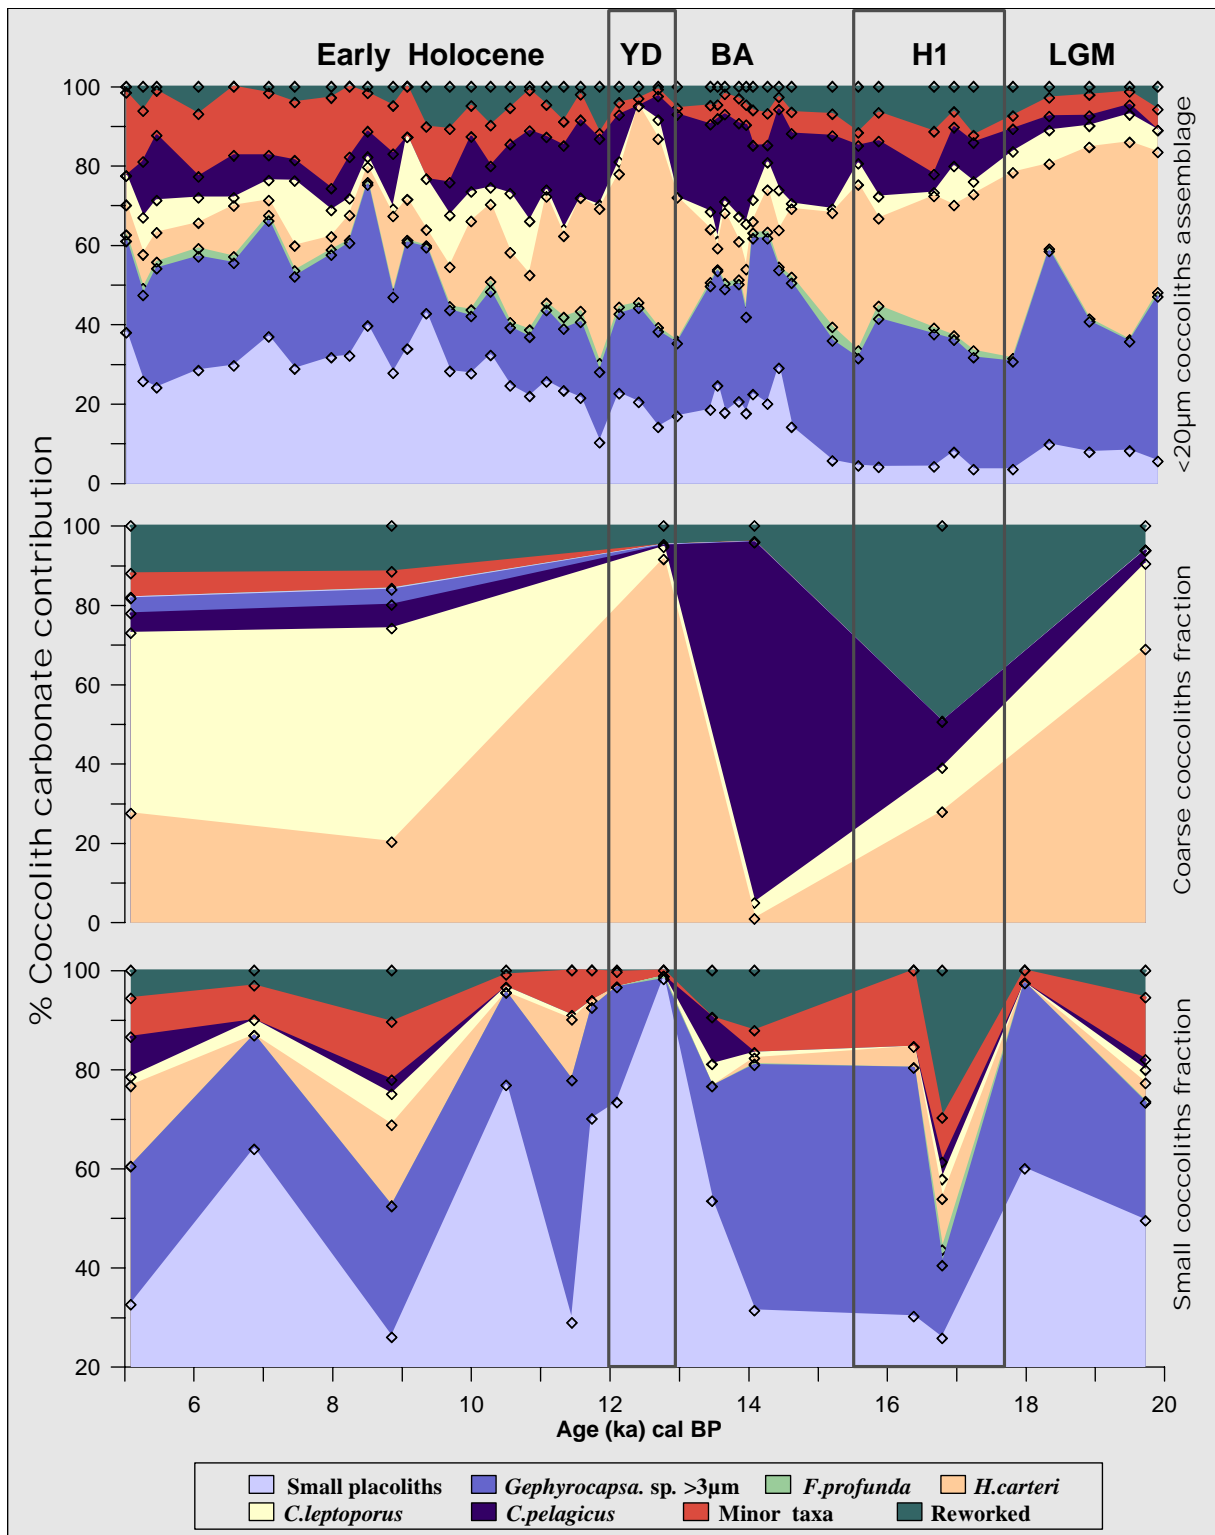 Early Holocene YD BA H1 LGM
100
80
60
40
20
0
<20µm coccoliths assemblage
100
80
60
40
20
0
Coarse coccoliths fraction
% Coccolith carbonate contribution
100
80
60
40
20
Small coccoliths fraction
6 8 10 12 14 16 18 20
Age (ka) cal BP
Small placoliths Gephyrocapsa. sp. >3µm F.profunda H.carteri
C.leptoporus C.pelagicus Minor taxa Reworked